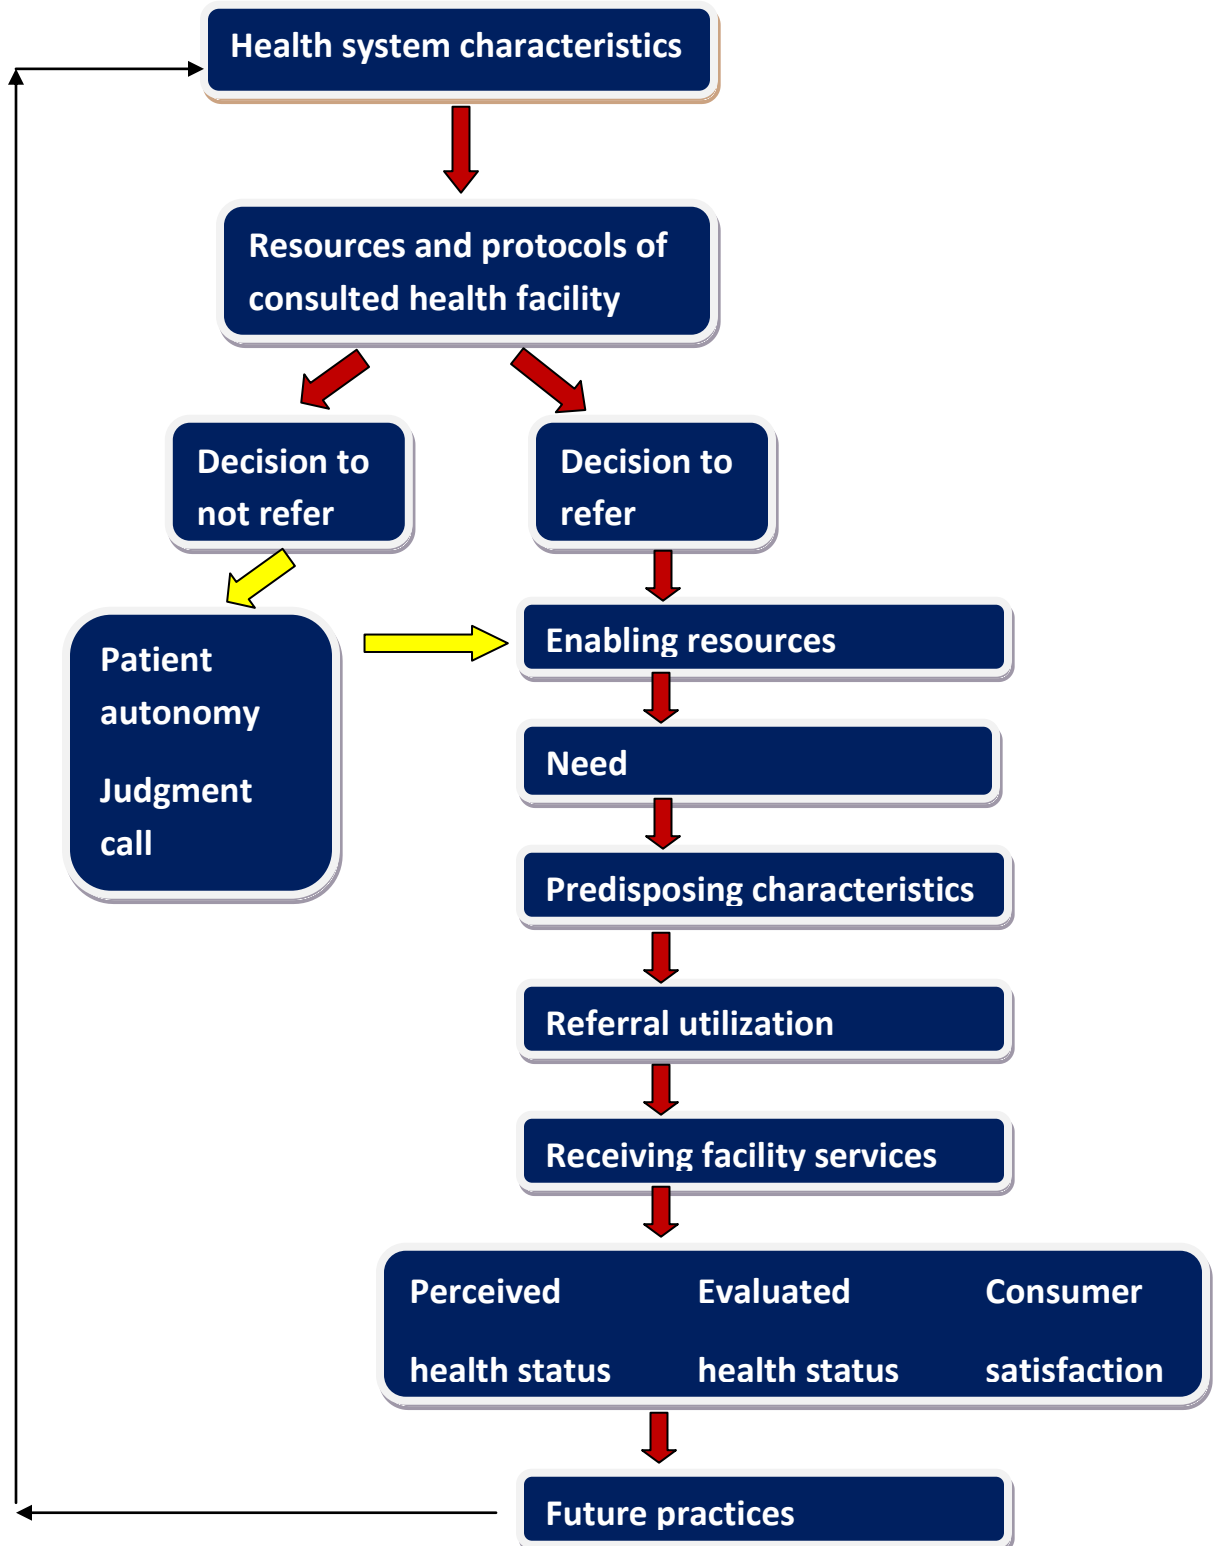 Health system characteristics
Resources and protocols of
consulted health facility
Decision to
not refer
Decision to
refer
Patient
autonomy
Judgment
call
Enabling resources
Need
Predisposing characteristics
Referral utilization
Receiving facility services
Perceived Evaluated Consumer
health status health status satisfaction
Future practices